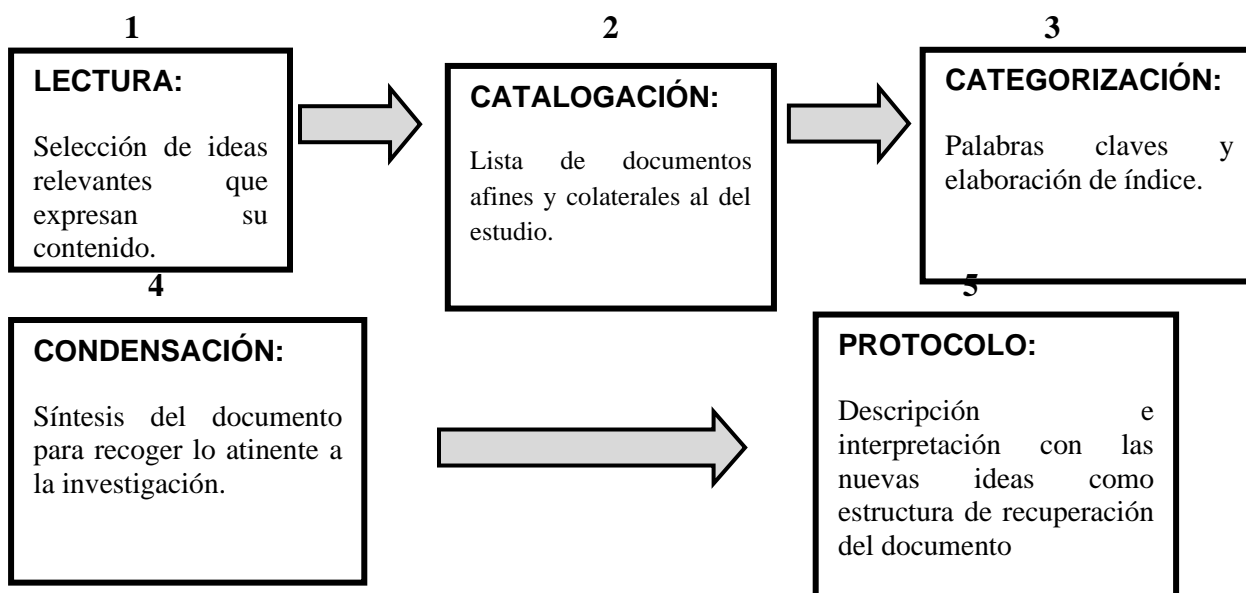 1
LECTURA:
Selección de ideas
relevantes que
expresan su
contenido.
2
CATALOGACIÓN:
Lista de documentos
afines y colaterales al del
estudio.
3
CATEGORIZACIÓN:
Palabras claves y
elaboración de índice.
4
CONDENSACIÓN:
Síntesis del documento
para recoger lo atinente a
la investigación.
5
PROTOCOLO:
Descripción e
interpretación con las
nuevas ideas como
estructura de recuperación
del documento